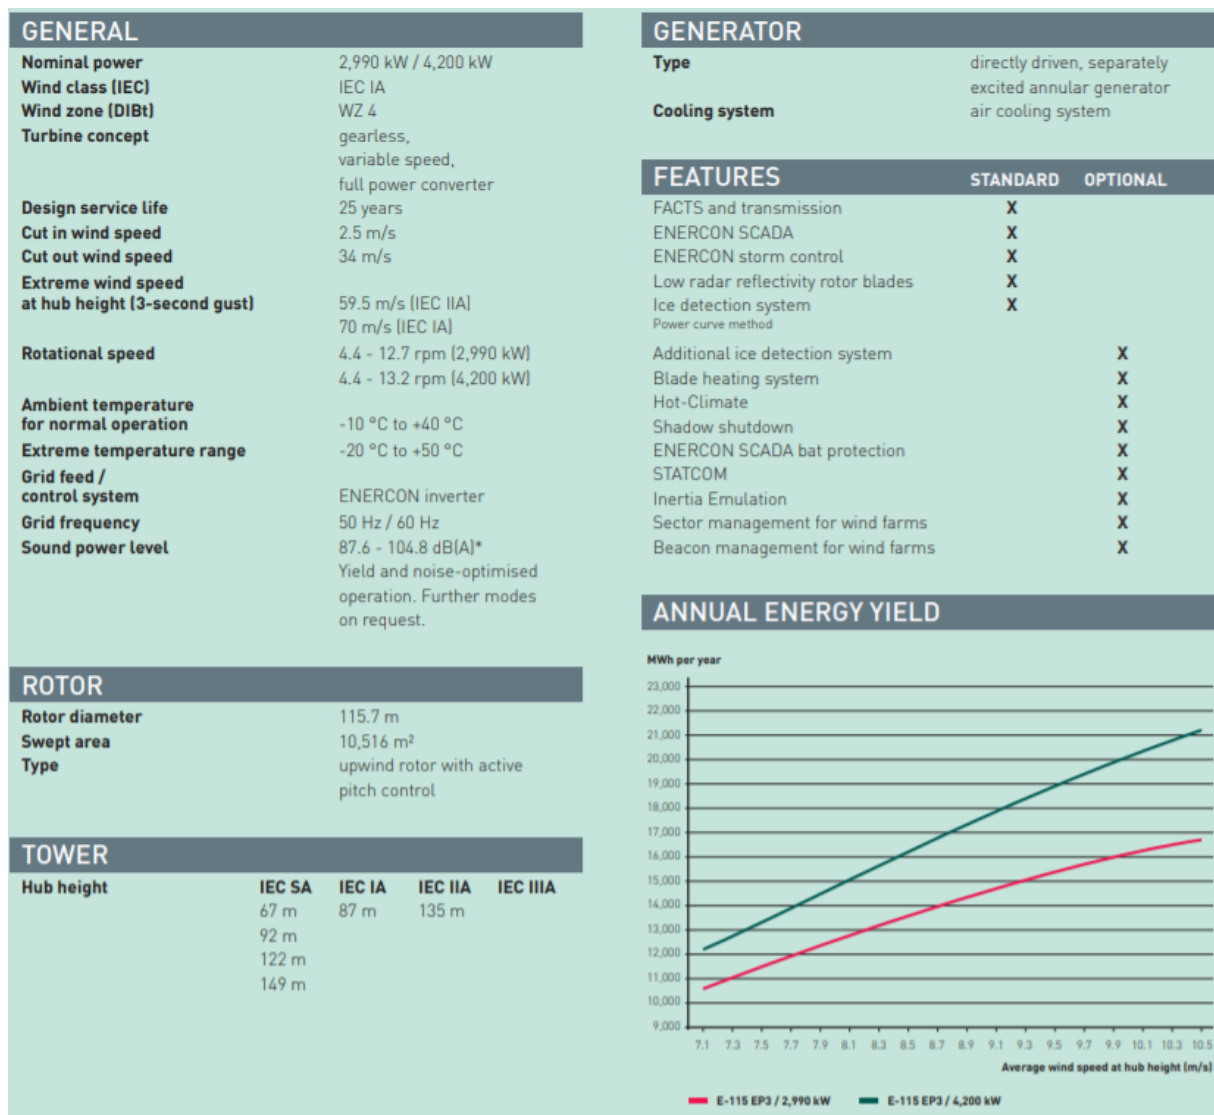 GENERAL
Nominal power 2,990 kW / 4,200 kW
Wind class (IEC) IEC IA
Wind zone (DIBt) WZ 4
Turbine concept gearless,
variable speed,
full power converter
Design service life 25 years
Cut in wind speed 2.5 m/s
Cut out wind speed 34 m/s
Extreme wind speed
at hub height (3-second gust) 59.5 m/s (IEC IIA)
70 m/s (IEC IA)
Rotational speed 4.4 - 12.7 rpm (2,990 kW)
4.4 - 13.2 rpm (4,200 kW)
Ambient temperature
for normal operation -10 °C to +40 °C
Extreme temperature range -20 °C to +50 °C
Grid feed /
control system ENERCON inverter
Grid frequency 50 Hz / 60 Hz
Sound power level 87.6 - 104.8 dB(A)*
Yield and noise-optimised
operation. Further modes
on request.
ROTOR
Rotor diameter 115.7 m
Swept area 10,516 m²
Type upwind rotor with active
pitch control
TOWER
Hub height IEC SA IEC IA IEC IIA IEC IIIA
67 m 87 m 135 m
92 m
122 m
149 m
GENERATOR
Type directly driven, separately
excited annular generator
Cooling system air cooling system
FEATURES STANDARD OPTIONAL
FACTS and transmission X
ENERCON SCADA X
ENERCON storm control X
Low radar reflectivity rotor blades X
Ice detection system X
Power curve method
Additional ice detection system X
Blade heating system X
Hot-Climate X
Shadow shutdown X
ENERCON SCADA bat protection X
STATCOM X
Inertia Emulation X
Sector management for wind farms X
Beacon management for wind farms X
ANNUAL ENERGY YIELD
MWh per year
23,000
22,000
21,000
20,000
19,000
18,000
17,000
16,000
15,000
14,000
13,000
12,000
11,000
10,000
9,000
7.1 7.3 7.5 7.7 7.9 8.1 8.3 8.5 8.7 8.9 9.1 9.3 9.5 9.7 9.9 10.1 10.3 10.5
Average wind speed at hub height (m/s)
E-115 EP3 / 2,990 kW E-115 EP3 / 4,200 kW